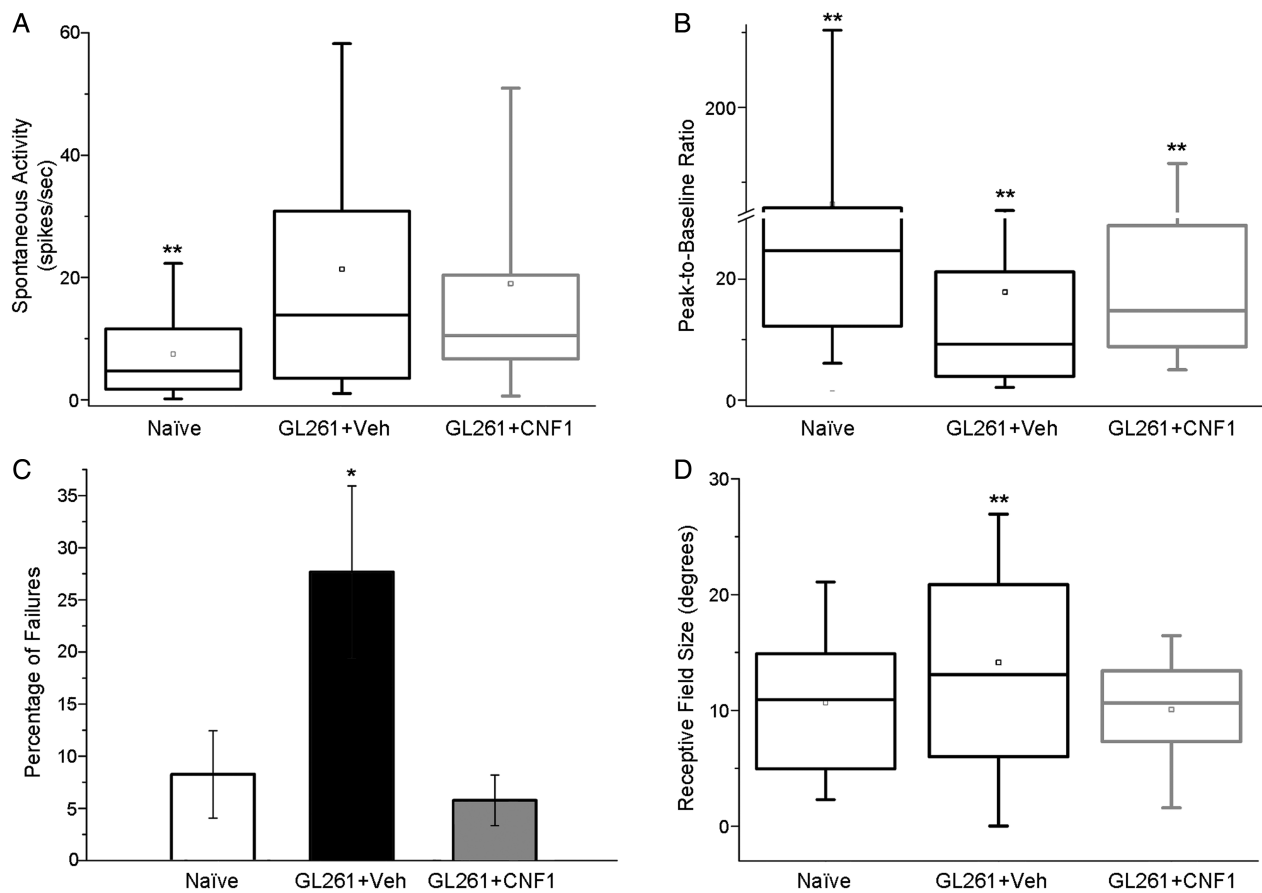 A
Spontaneous Activity
(spikes/sec)
60
40
20
0
**
Naïve
GL261+Veh
GL261+CNF1
B
Peak-to-Baseline Ratio
200
20
0
**
**
**
Naïve
GL261+Veh
GL261+CNF1
C
Percentage of Failures
35
30
25
20
15
10
5
0
*
Naïve
GL261+Veh
GL261+CNF1
D
Receptive Field Size (degrees)
30
20
10
0
**
Naïve
GL261+Veh
GL261+CNF1